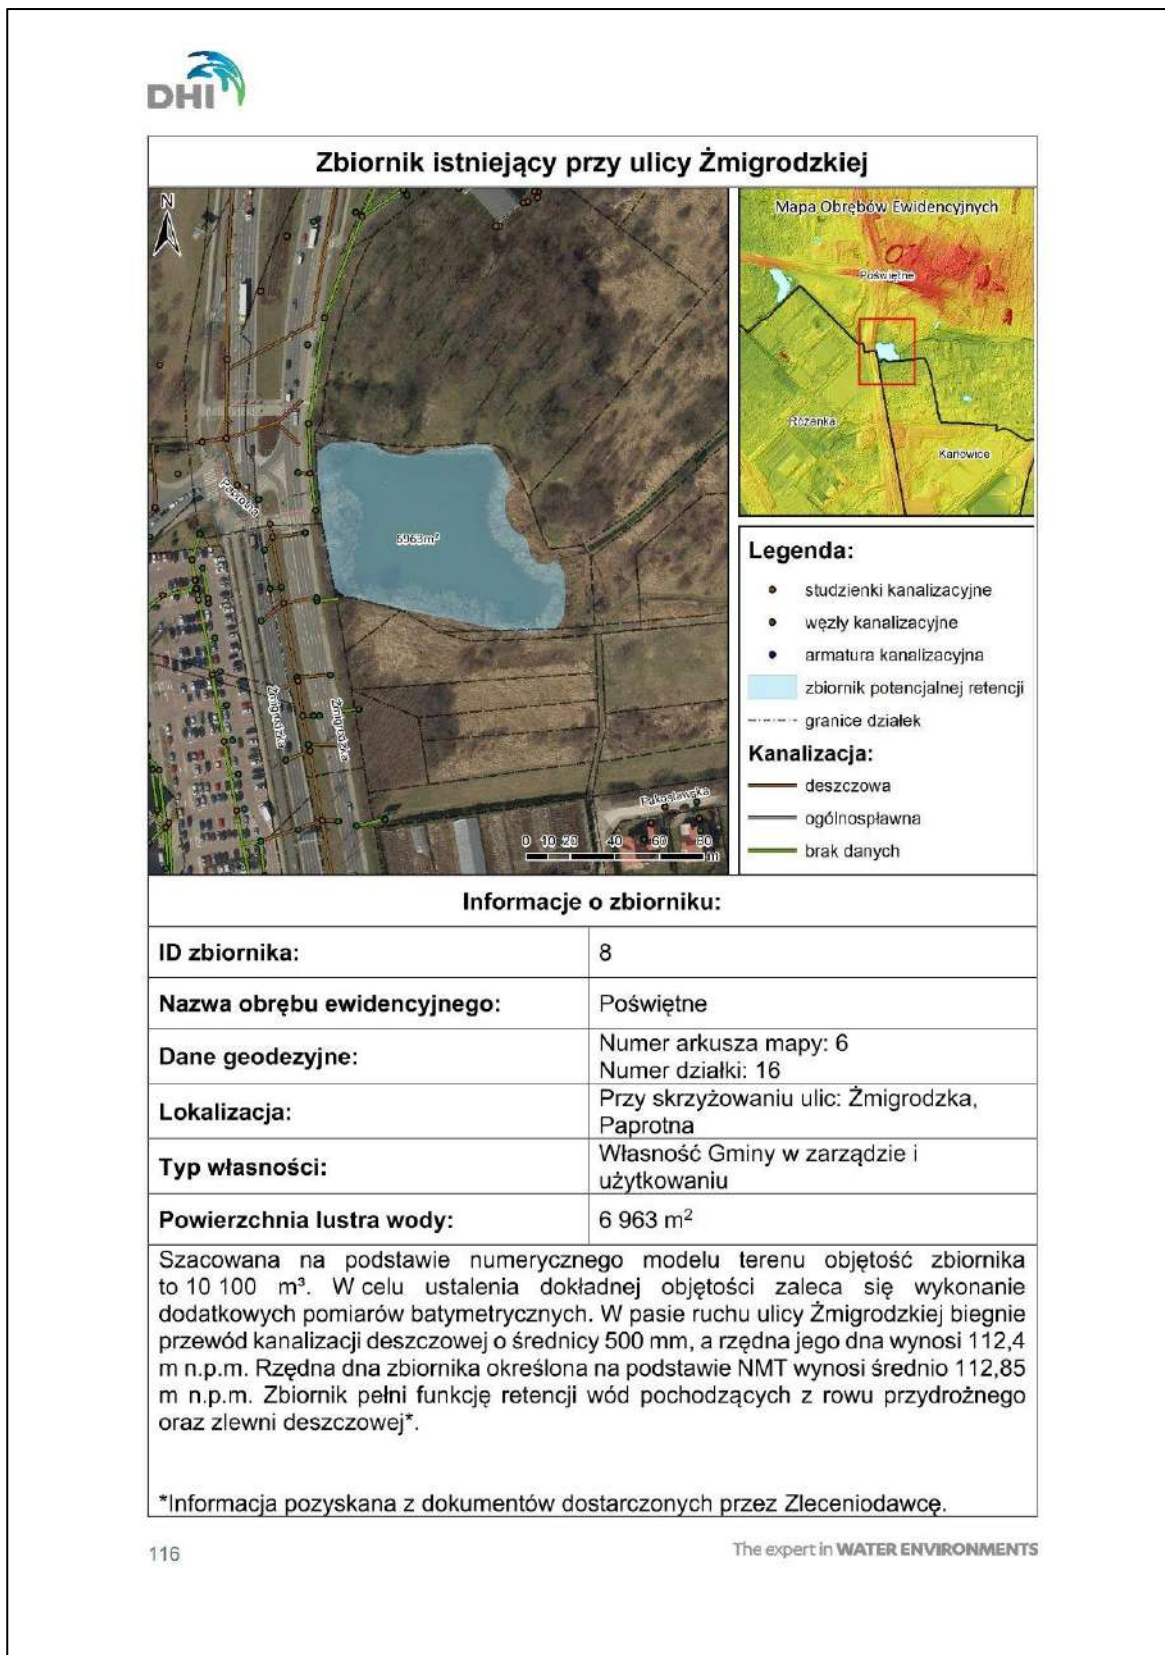 DHI
Zbiornik istniejący przy ulicy Żmigrodzkiej
N
Paprotna
6963m²
Żmigrodzka
Żmigrodzka
Pakosławska
0 10 20 40 60 80
m
Mapa Obrębów Ewidencyjnych
Poświętne
Różanka
Karłowice
Legenda:
studzienki kanalizacyjne
węzły kanalizacyjne
armatura kanalizacyjna
zbiornik potencjalnej retencji
granice działek
Kanalizacja:
deszczowa
ogólnospławna
brak danych
Informacje o zbiorniku:
ID zbiornika: 8
Nazwa obrębu ewidencyjnego: Poświętne
Dane geodezyjne: Numer arkusza mapy: 6
Numer działki: 16
Lokalizacja: Przy skrzyżowaniu ulic: Żmigrodzka,
Paprotna
Typ własności: Własność Gminy w zarządzie i
użytkowaniu
Powierzchnia lustra wody: 6 963 m²
Szacowana na podstawie numerycznego modelu terenu objętość zbiornika
to 10 100 m³. W celu ustalenia dokładnej objętości zaleca się wykonanie
dodatkowych pomiarów batymetrycznych. W pasie ruchu ulicy Żmigrodzkiej biegnie
przewód kanalizacji deszczowej o średnicy 500 mm, a rzędna jego dna wynosi 112,4
m n.p.m. Rzędna dna zbiornika określona na podstawie NMT wynosi średnio 112,85
m n.p.m. Zbiornik pełni funkcję retencji wód pochodzących z rowu przydrożnego
oraz zlewni deszczowej*.
*Informacja pozyskana z dokumentów dostarczonych przez Zleceniodawcę.
116
The expert in WATER ENVIRONMENTS